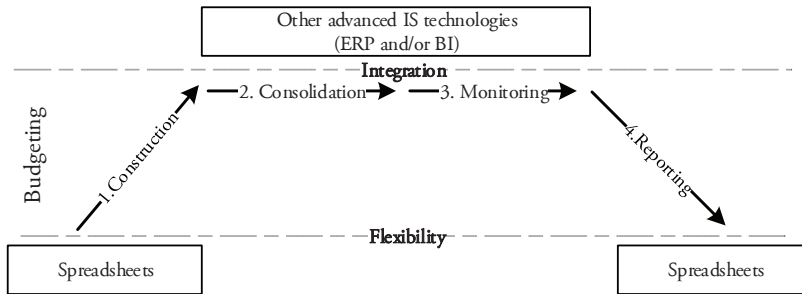 Other advanced IS technologies
(ERP and/or BI)
Integration
2. Consolidation
3. Monitoring
1.Construction
4.Reporting
Budgeting
Flexibility
Spreadsheets
Spreadsheets